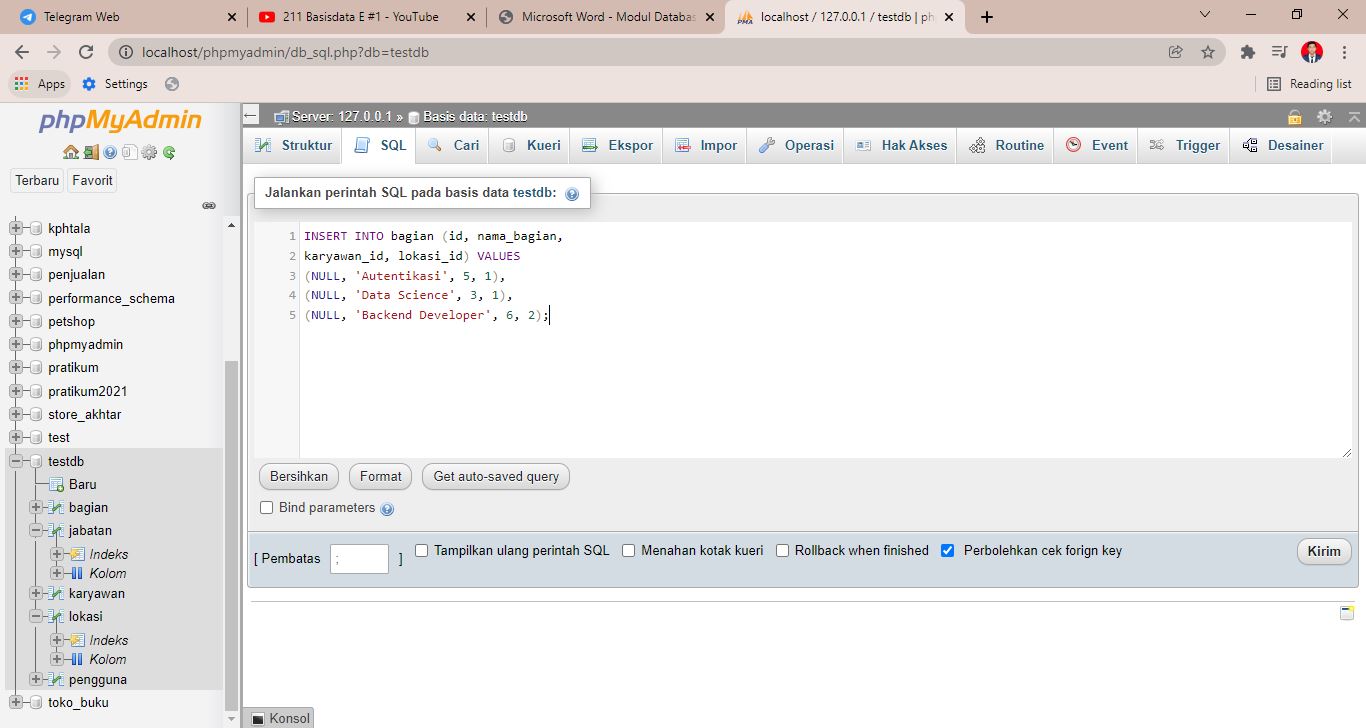 Telegram Web
211 Basisdata E #1 - YouTube
Microsoft Word - Modul Databas
localhost / 127.0.0.1 / testdb | ph
localhost/phpmyadmin/db_sql.php?db=testdb
Apps
Settings
Reading list
phpMyAdmin
Terbaru
Favorit
kphtala
mysql
penjualan
performance_schema
petshop
phpmyadmin
pratikum
pratikum2021
store_akhtar
test
testdb
Baru
bagian
jabatan
Indeks
Kolom
karyawan
lokasi
Indeks
Kolom
pengguna
toko_buku
Server: 127.0.0.1 » Basis data: testdb
Struktur
SQL
Cari
Kueri
Ekspor
Impor
Operasi
Hak Akses
Routine
Event
Trigger
Desainer
Jalankan perintah SQL pada basis data testdb:
1 INSERT INTO bagian (id, nama_bagian,
2 karyawan_id, lokasi_id) VALUES
3 (NULL, 'Autentikasi', 5, 1),
4 (NULL, 'Data Science', 3, 1),
5 (NULL, 'Backend Developer', 6, 2);
Bersihkan
Format
Get auto-saved query
Bind parameters
[ Pembatas ; ]
Tampilkan ulang perintah SQL
Menahan kotak kueri
Rollback when finished
Perbolehkan cek forign key
Kirim
Konsol